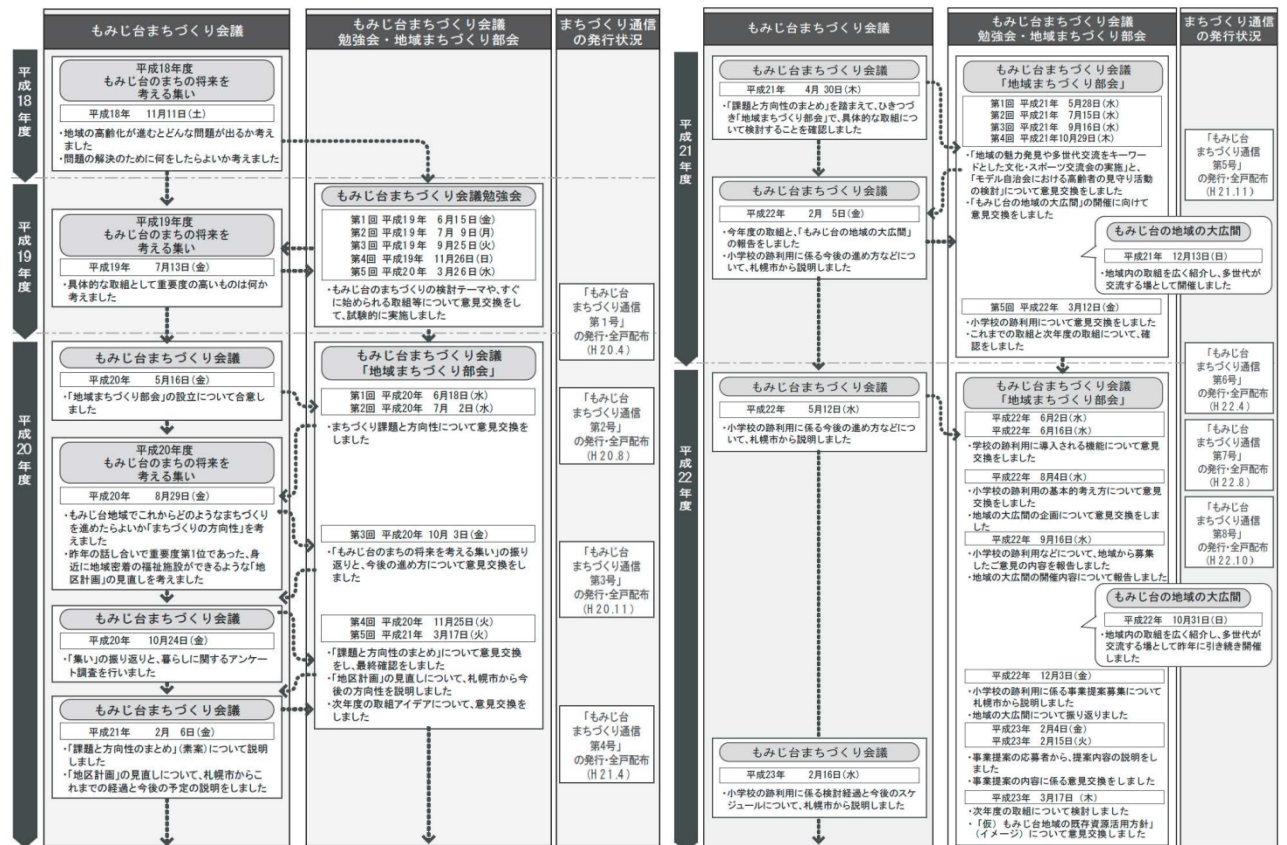 もみじ台まちづくり会議
もみじ台まちづくり会議
勉強会・地域まちづくり部会
まちづくり通信
の発行状況
平成18年度
平成18年度
もみじ台のまちの将来を
考える集い
平成18年 11月11日(土)
・地域の高齢化が進むとどんな問題が出るか考え
ました
・問題の解決のために何をしたらよいか考えました
平成19年度
平成19年度
もみじ台のまちの将来を
考える集い
平成19年 7月13日(金)
・具体的な取組として重要度の高いものは何か
考えました
もみじ台まちづくり会議勉強会
第1回 平成19年 6月15日(金)
第2回 平成19年 7月 9日(月)
第3回 平成19年 9月25日(火)
第4回 平成19年 11月26日(日)
第5回 平成20年 3月26日(水)
・もみじ台のまちづくりの検討テーマや、すぐ
に始められる取組等について意見交換をし
て、試験的に実施しました
「もみじ台
まちづくり通信
第1号」
の発行・全戸配布
(H20.4)
平成20年度
もみじ台まちづくり会議
平成20年 5月16日(金)
・「地域まちづくり部会」の設立について合意し
ました
もみじ台まちづくり会議
「地域まちづくり部会」
第1回 平成20年 6月18日(水)
第2回 平成20年 7月 2日(水)
・まちづくり課題と方向性について意見交換を
しました
「もみじ台
まちづくり通信
第2号」
の発行・全戸配布
(H20.8)
平成20年度
もみじ台のまちの将来を
考える集い
平成20年 8月29日(金)
・もみじ台地域でこれからどのようなまちづくり
を進めたらよいか「まちづくりの方向性」を考
えました
・昨年の話し合いで重要度第1位であった、身
近に地域密着の福祉施設ができるような「地
区計画」の見直しを考えました
第3回 平成20年 10月 3日(金)
・「もみじ台のまちの将来を考える集い」の振り
返りと、今後の進め方について意見交換をし
ました
「もみじ台
まちづくり通信
第3号」
の発行・全戸配布
(H20.11)
もみじ台まちづくり会議
平成20年 10月24日(金)
・「集い」の振り返りと、暮らしに関するアンケー
ト調査を行いました
第4回 平成20年 11月25日(火)
第5回 平成21年 3月17日(火)
・「課題と方向性のまとめ」について意見交換
をし、最終確認をしました
・「地区計画」の見直しについて、札幌市から今
後の方向性を説明しました
・次年度の取組アイデアについて、意見交換を
しました
もみじ台まちづくり会議
平成21年 2月 6日(金)
・「課題と方向性のまとめ」(素案)について説明
しました
・「地区計画」の見直しについて、札幌市からこ
れまでの経過と今後の予定の説明をしました
「もみじ台
まちづくり通信
第4号」
の発行・全戸配布
(H21.4)
もみじ台まちづくり会議
もみじ台まちづくり会議
勉強会・地域まちづくり部会
まちづくり通信
の発行状況
平成21年度
もみじ台まちづくり会議
平成21年 4月 30日(木)
・「課題と方向性のまとめ」を踏まえて、ひきつづ
き「地域まちづくり部会」で、具体的な取組につ
いて検討することを確認しました
もみじ台まちづくり会議
「地域まちづくり部会」
第1回 平成21年 5月28日(水)
第2回 平成21年 7月15日(水)
第3回 平成21年 9月16日(水)
第4回 平成21年10月29日(木)
・「地域の魅力発見や多世代交流をキーワー
ドとした文化・スポーツ交流会の実施」と、
「モデル自治会における高齢者の見守り活動
の検討」について意見交換をしました
・「もみじ台の地域の大広間」の開催に向けて
意見交換をしました
「もみじ台
まちづくり通信
第5号」
の発行・全戸配布
(H21.11)
もみじ台まちづくり会議
平成22年 2月 5日(金)
・今年度の取組と、「もみじ台の地域の大広間」
の報告をしました
・小学校の跡利用に係る今後の進め方などに
ついて、札幌市から説明しました
もみじ台の地域の大広間
平成21年 12月13日(日)
・地域内の取組を広く紹介し、多世代が
交流する場として開催しました
第5回 平成22年 3月12日(金)
・小学校の跡利用について意見交換をしました
・これまでの取組と次年度の取組について、確
認をしました
「もみじ台
まちづくり通信
第6号」
の発行・全戸配布
(H22.4)
平成22年度
もみじ台まちづくり会議
平成22年 5月12日(水)
・小学校の跡利用に係る今後の進め方などにつ
いて、札幌市から説明しました
もみじ台まちづくり会議
「地域まちづくり部会」
平成22年 6月2日(水)
平成22年 6月16日(水)
・学校の跡利用に導入される機能について意見
交換をしました
平成22年 8月4日(水)
・小学校の跡利用の基本的考え方について意見
交換をしました
・地域の大広間の企画について意見交換をしま
した
平成22年 9月16日(水)
・小学校の跡利用などについて、地域から募集
したご意見の内容を報告しました
・地域の大広間の開催内容について報告しました
「もみじ台
まちづくり通信
第7号」
の発行・全戸配布
(H22.8)
「もみじ台
まちづくり通信
第8号」
の発行・全戸配布
(H22.10)
もみじ台の地域の大広間
平成22年 10月31日(日)
・地域内の取組を広く紹介し、多世代が
交流する場として昨年に引き続き開催
しました
平成22年 12月3日(金)
・小学校の跡利用に係る事業提案募集について
札幌市から説明しました
・地域の大広間について振り返りました
平成23年 2月4日(金)
平成23年 2月15日(火)
・事業提案の応募者から、提案内容の説明をし
ました
・事業提案の内容に係る意見交換をしました
もみじ台まちづくり会議
平成23年 2月16日(水)
・小学校の跡利用に係る検討経過と今後のスケ
ジュールについて、札幌市から説明しました
平成23年 3月17日 (木)
・次年度の取組について検討しました
・「(仮) もみじ台地域の既存資源活用方針」
(イメージ)について意見交換しました